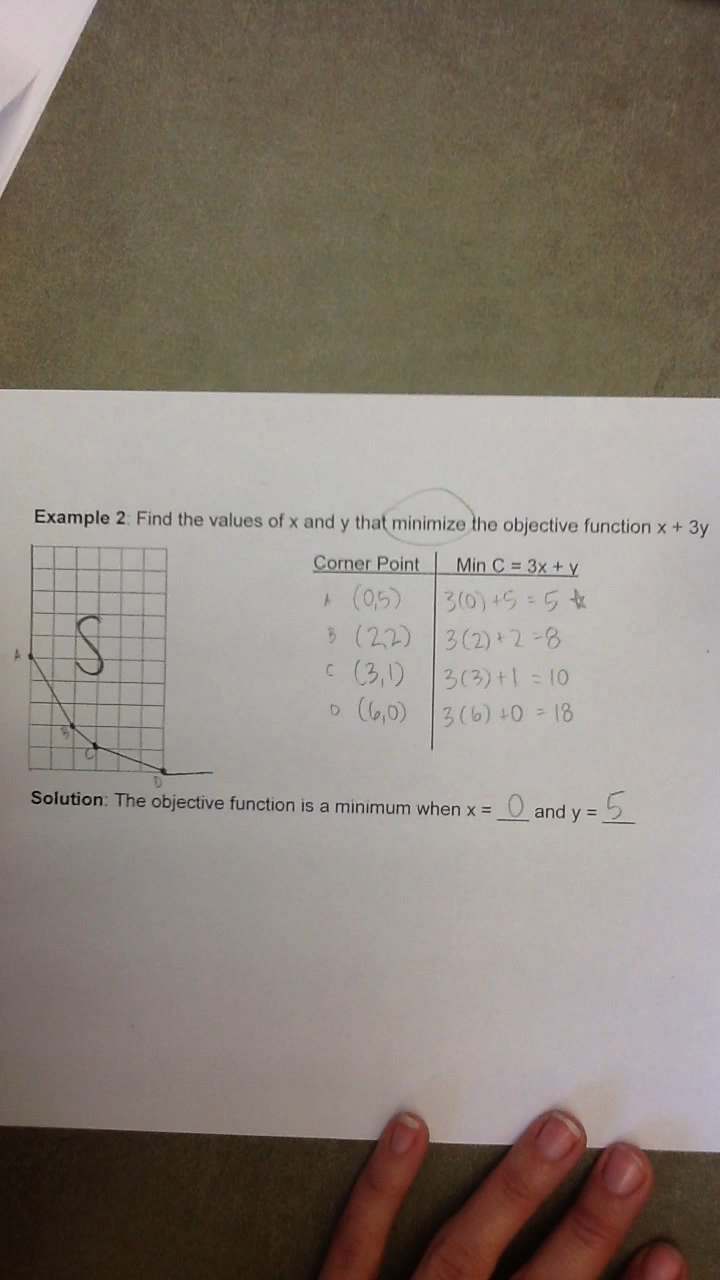 Example 2: Find the values of x and y that minimize the objective function x + 3y
Corner Point Min C = 3x + y
A (0,5) 3(0)+5 = 5 ☆
B (2,2) 3(2)+2 =8
C (3,1) 3(3)+1 = 10
D (6,0) 3(6)+0 = 18
S
A
B
C
D
Solution: The objective function is a minimum when x = 0 and y = 5